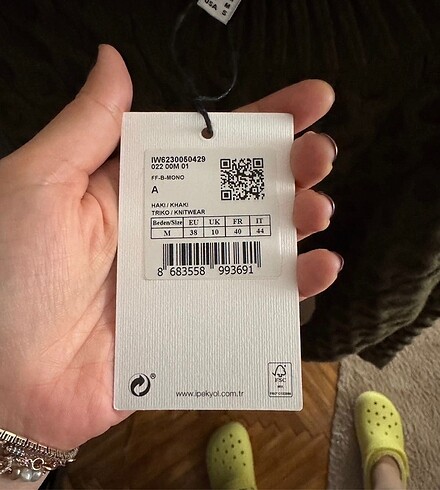 M
S
USA
IW6230050429
022 00M 01
FF-B-MONO
A
HAKI / KHAKI
TRIKO / KNITWEAR
Beden/Size EU UK FR IT
M 38 10 40 44
8 683558 993691
®
FSC
www.ipekyol.com.tr